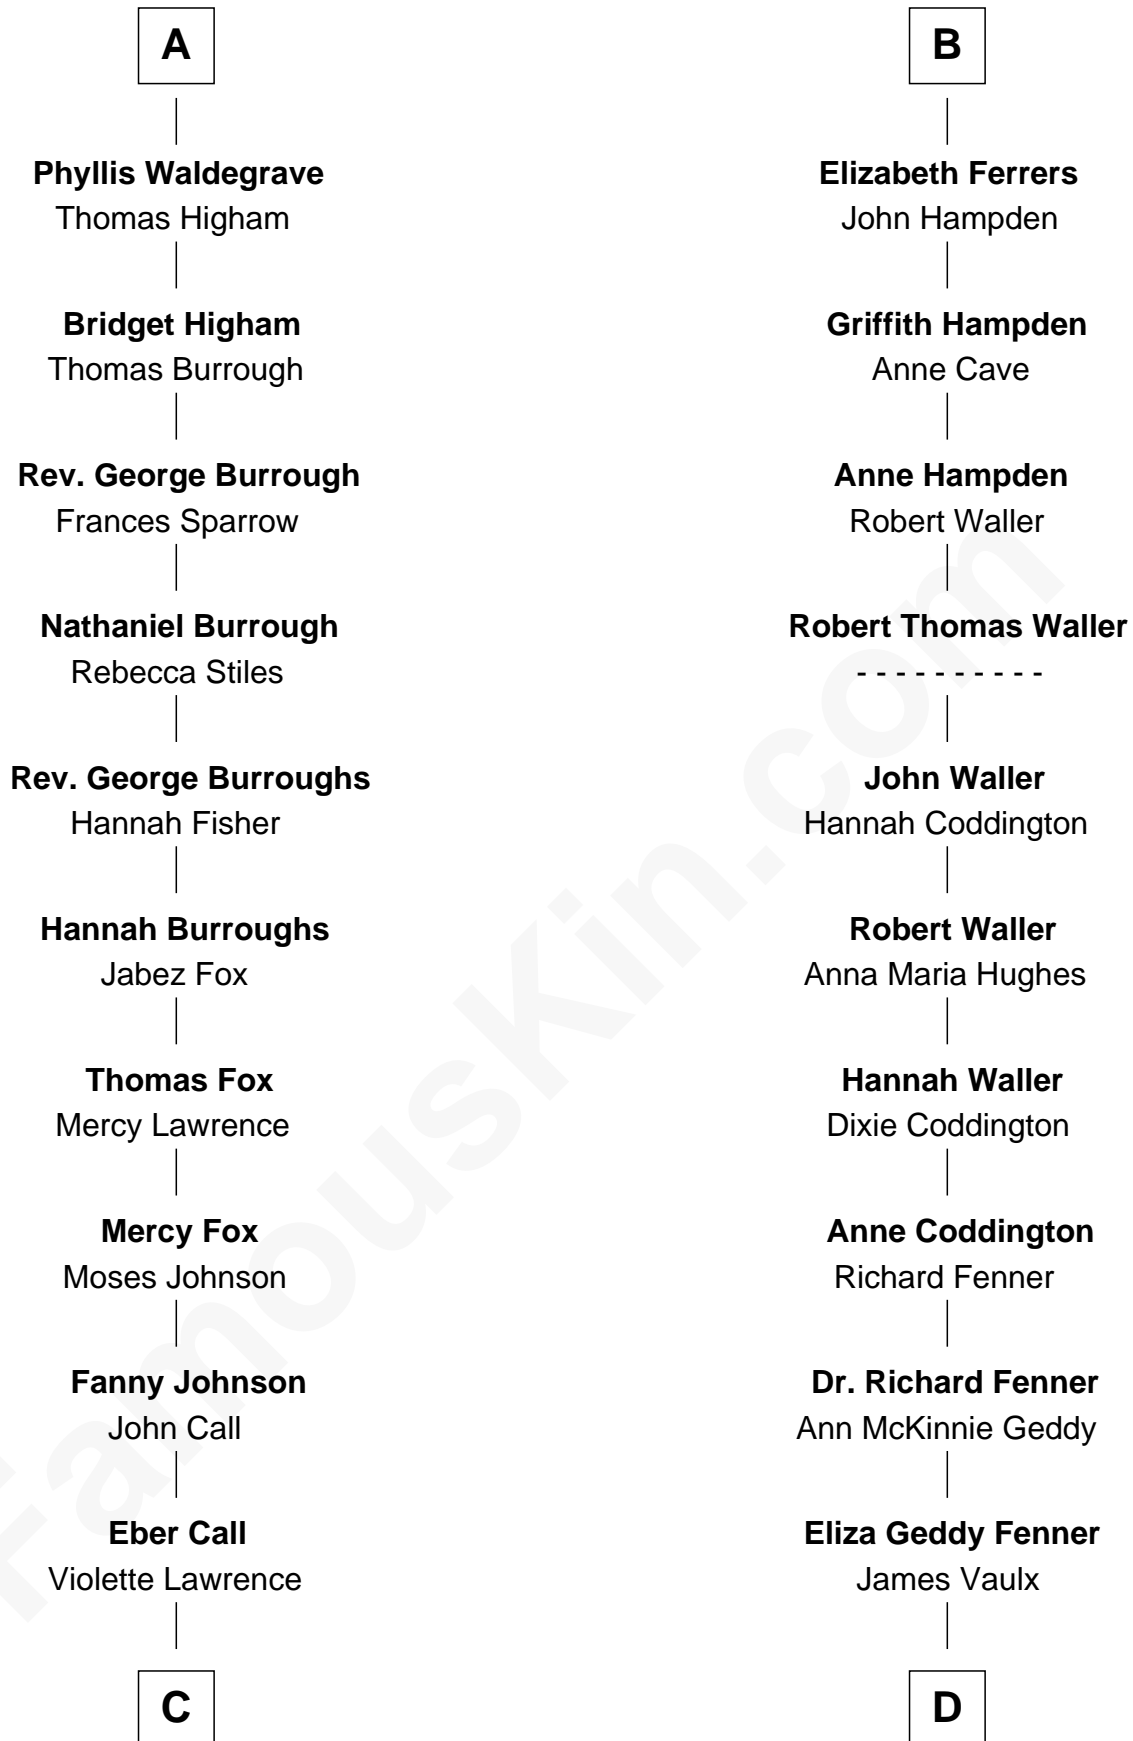 A
Phyllis Waldegrave
Thomas Higham
Bridget Higham
Thomas Burrough
Rev. George Burrough
Frances Sparrow
Nathaniel Burrough
Rebecca Stiles
Rev. George Burroughs
Hannah Fisher
Hannah Burroughs
Jabez Fox
Thomas Fox
Mercy Lawrence
Mercy Fox
Moses Johnson
Fanny Johnson
John Call
Eber Call
Violette Lawrence
C
B
Elizabeth Ferrers
John Hampden
Griffith Hampden
Anne Cave
Anne Hampden
Robert Waller
Robert Thomas Waller
- - - - - - - - - -
John Waller
Hannah Coddington
Robert Waller
Anna Maria Hughes
Hannah Waller
Dixie Coddington
Anne Coddington
Richard Fenner
Dr. Richard Fenner
Ann McKinnie Geddy
Eliza Geddy Fenner
James Vaulx
D
FamousKin.com